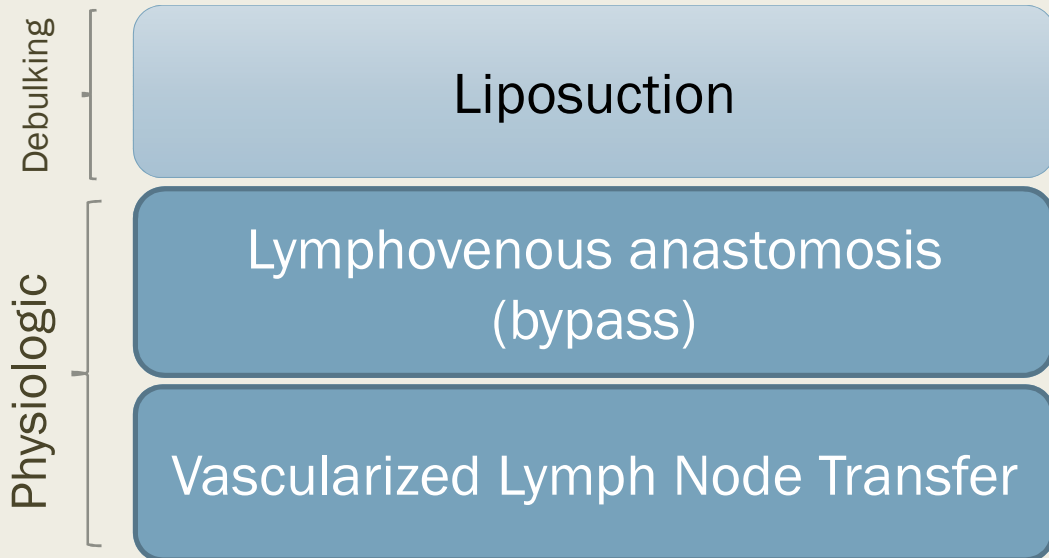 Debulking
Liposuction
Physiologic
Lymphovenous anastomosis
(bypass)
Vascularized Lymph Node Transfer